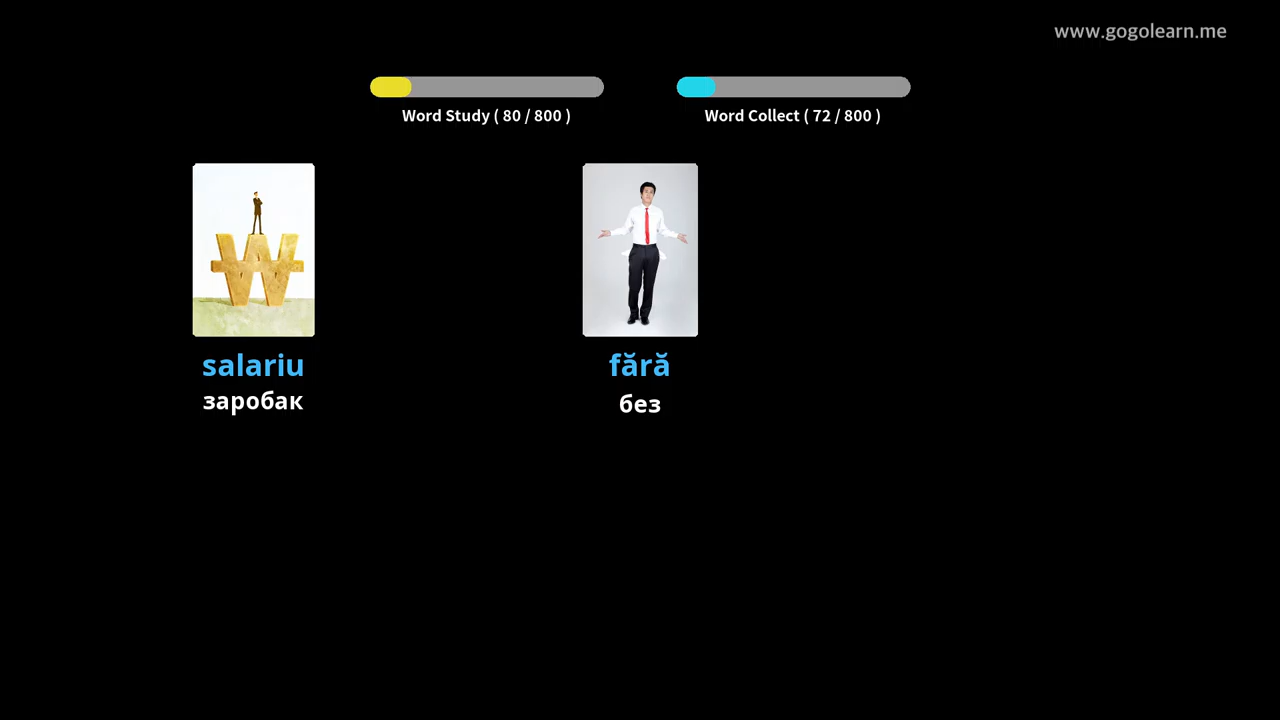 www.gogolearn.me
Word Study ( 80 / 800 )
Word Collect ( 72 / 800 )
salariu
заробак
fără
без